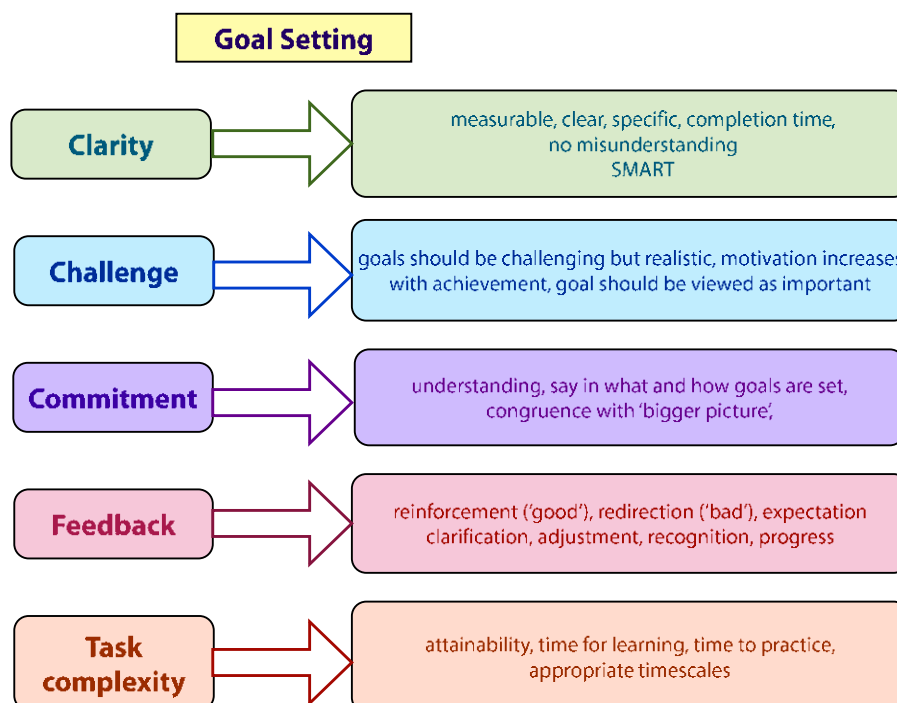 Goal Setting
Clarity
measurable, clear, specific, completion time,
no misunderstanding
SMART
Challenge
goals should be challenging but realistic, motivation increases
with achievement, goal should be viewed as important
Commitment
understanding, say in what and how goals are set,
congruence with ‘bigger picture’,
Feedback
reinforcement (‘good’), redirection (‘bad’), expectation
clarification, adjustment, recognition, progress
Task
complexity
attainability, time for learning, time to practice,
appropriate timescales